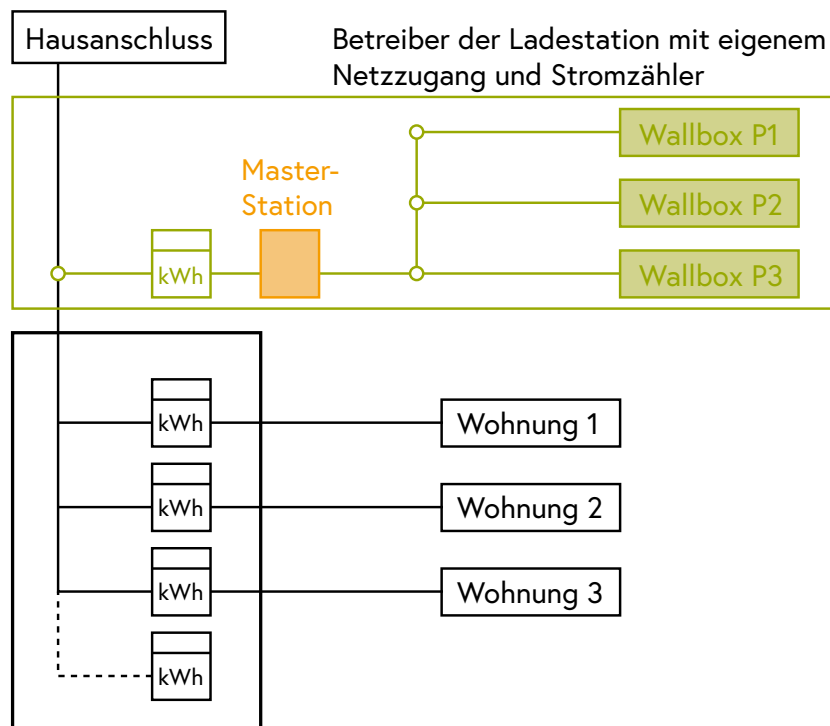 Hausanschluss
Betreiber der Ladestation mit eigenem
Netzzugang und Stromzähler
Wallbox P1
Master-
Station
Wallbox P2
kWh
Wallbox P3
kWh
Wohnung 1
kWh
Wohnung 2
kWh
Wohnung 3
kWh